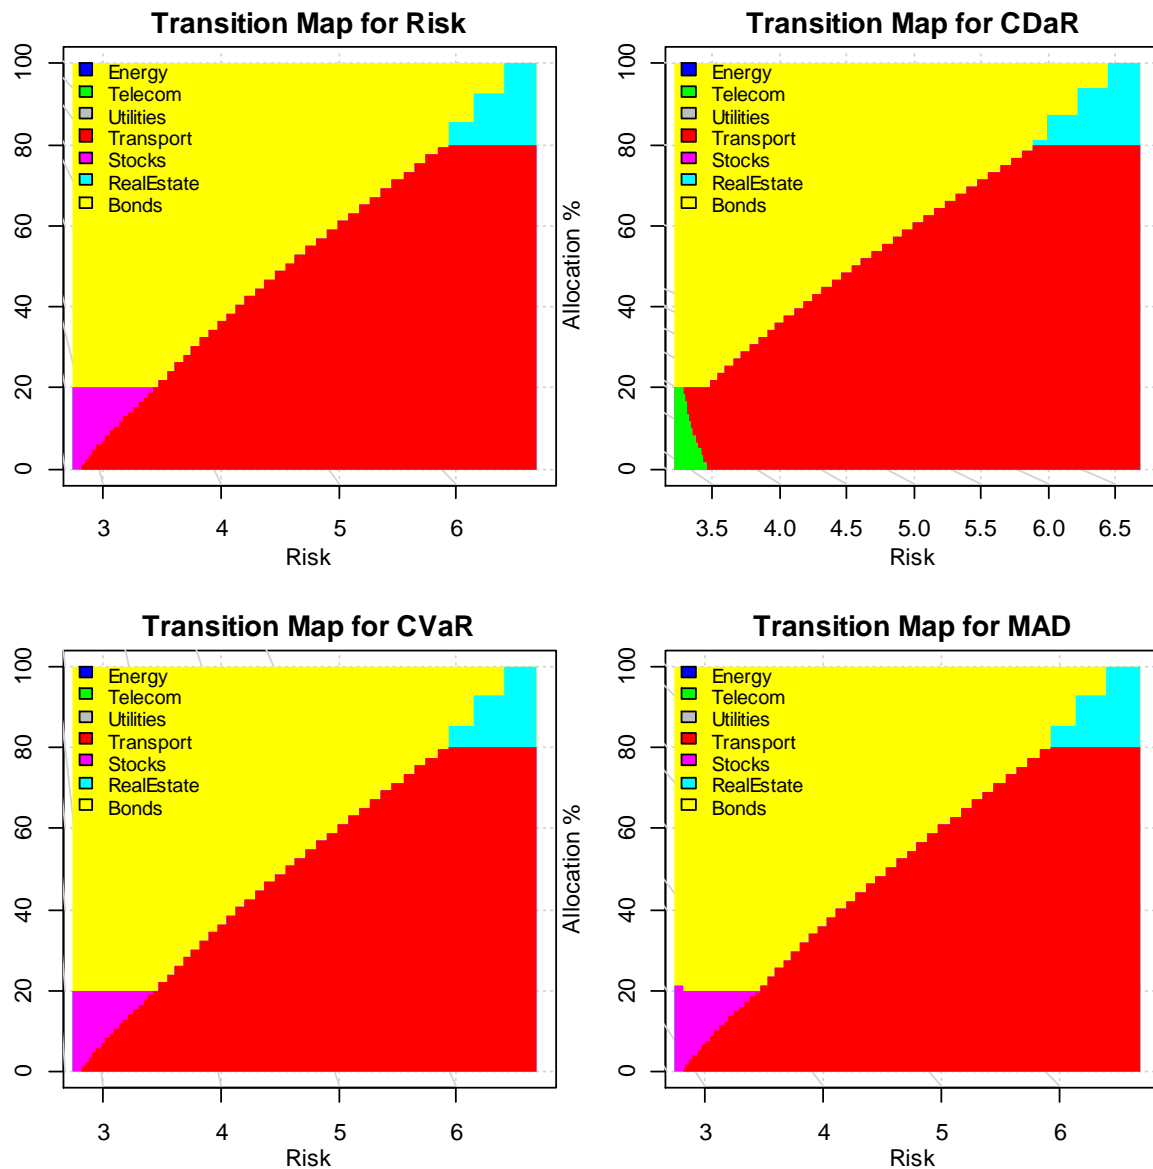 Transition Map for Risk
100
80
60
40
20
0
Energy
Telecom
Utilities
Transport
Stocks
RealEstate
Bonds
3 4 5 6
Risk
Transition Map for CDaR
Allocation %
100
80
60
40
20
0
Energy
Telecom
Utilities
Transport
Stocks
RealEstate
Bonds
3.5 4.0 4.5 5.0 5.5 6.0 6.5
Risk
Transition Map for CVaR
100
80
60
40
20
0
Energy
Telecom
Utilities
Transport
Stocks
RealEstate
Bonds
3 4 5 6
Risk
Transition Map for MAD
Allocation %
100
80
60
40
20
0
Energy
Telecom
Utilities
Transport
Stocks
RealEstate
Bonds
3 4 5 6
Risk